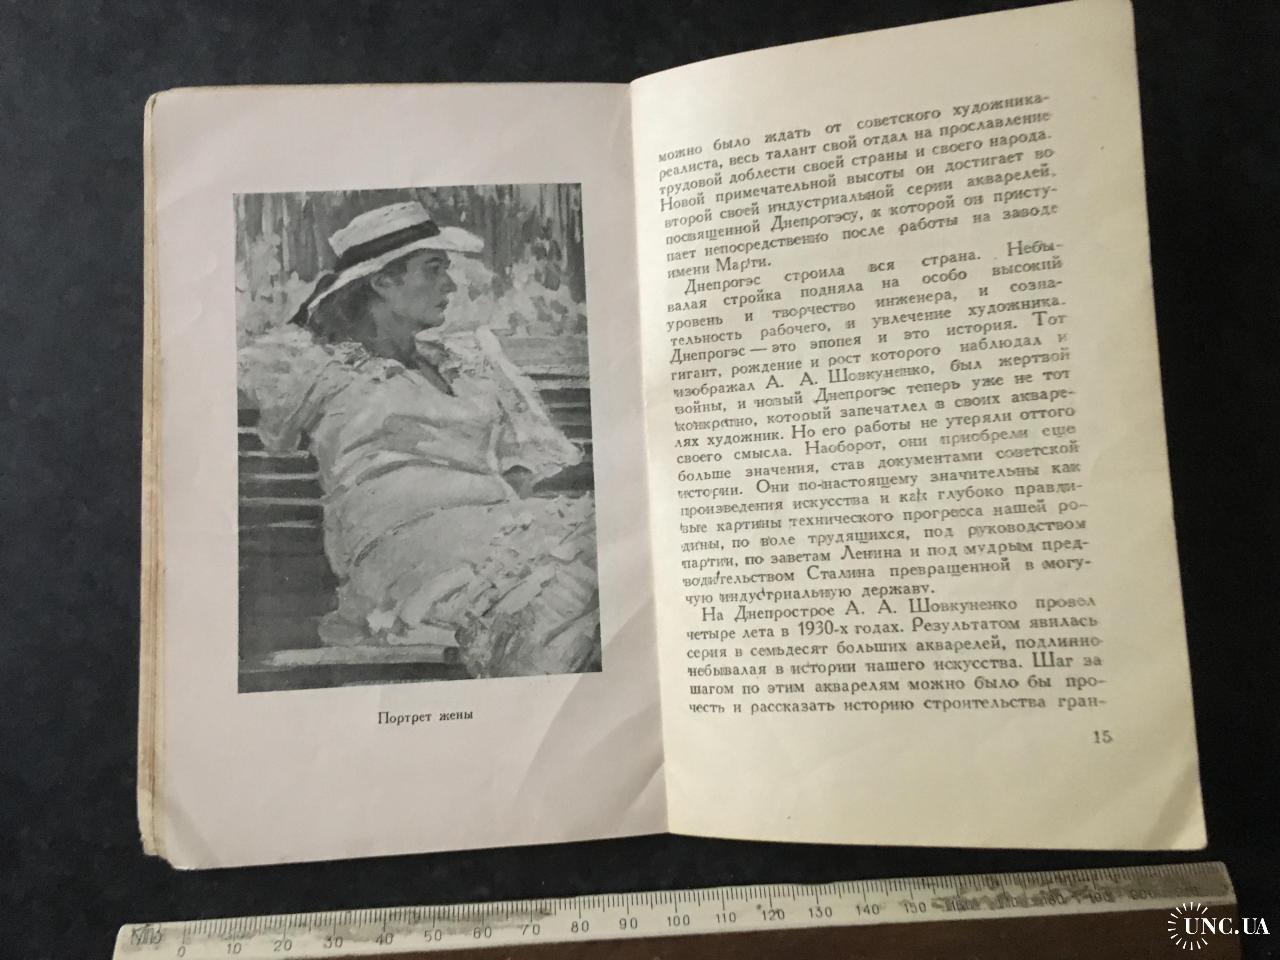 Портрет жены
можно было ждать от советского художника-
реалиста, весь талант свой отдал на прославление
трудовой доблести своей страны и своего народа.
Новой примечательной высоты он достигает во
второй своей индустриальной серии акварелей,
посвященной Днепрогэсу, к которой он присту-
пает непосредственно после работы на заводе
имени Марти.
Днепрогэс строила вся страна. Небы-
валая стройка подняла на особо высокий
уровень и творчество инженера, и созна-
тельность рабочего, и увлечение художника.
Днепрогэс — это эпопея и это история. Тот
гигант, рождение и рост которого наблюдал и
изображал А. А. Шовкуненко, был жертвой
войны, и новый Днепрогэс теперь уже не тот
конкретно, который запечатлел в своих акваре-
лях художник. Но его работы не утеряли оттого
своего смысла. Наоборот, они приобрели еще
больше значения, став документами советской
истории. Они по-настоящему значительны как
произведения искусства и как глубоко правди-
вые картины технического прогресса нашей ро-
дины, по воле трудящихся, под руководством
партии, по заветам Ленина и под мудрым пред-
водительством Сталина превращенной в могу-
чую индустриальную державу.
На Днепрострое А. А. Шовкуненко провел
четыре лета в 1930-х годах. Результатом явилась
серия в семьдесят больших акварелей, подлинно
небывалая в истории нашего искусства. Шаг за
шагом по этим акварелям можно было бы про-
честь и рассказать историю строительства гран-
15
0 10 20 30 40 50 60 70 80 90 100 110 120 130 140 150 180 190
UNC.UA